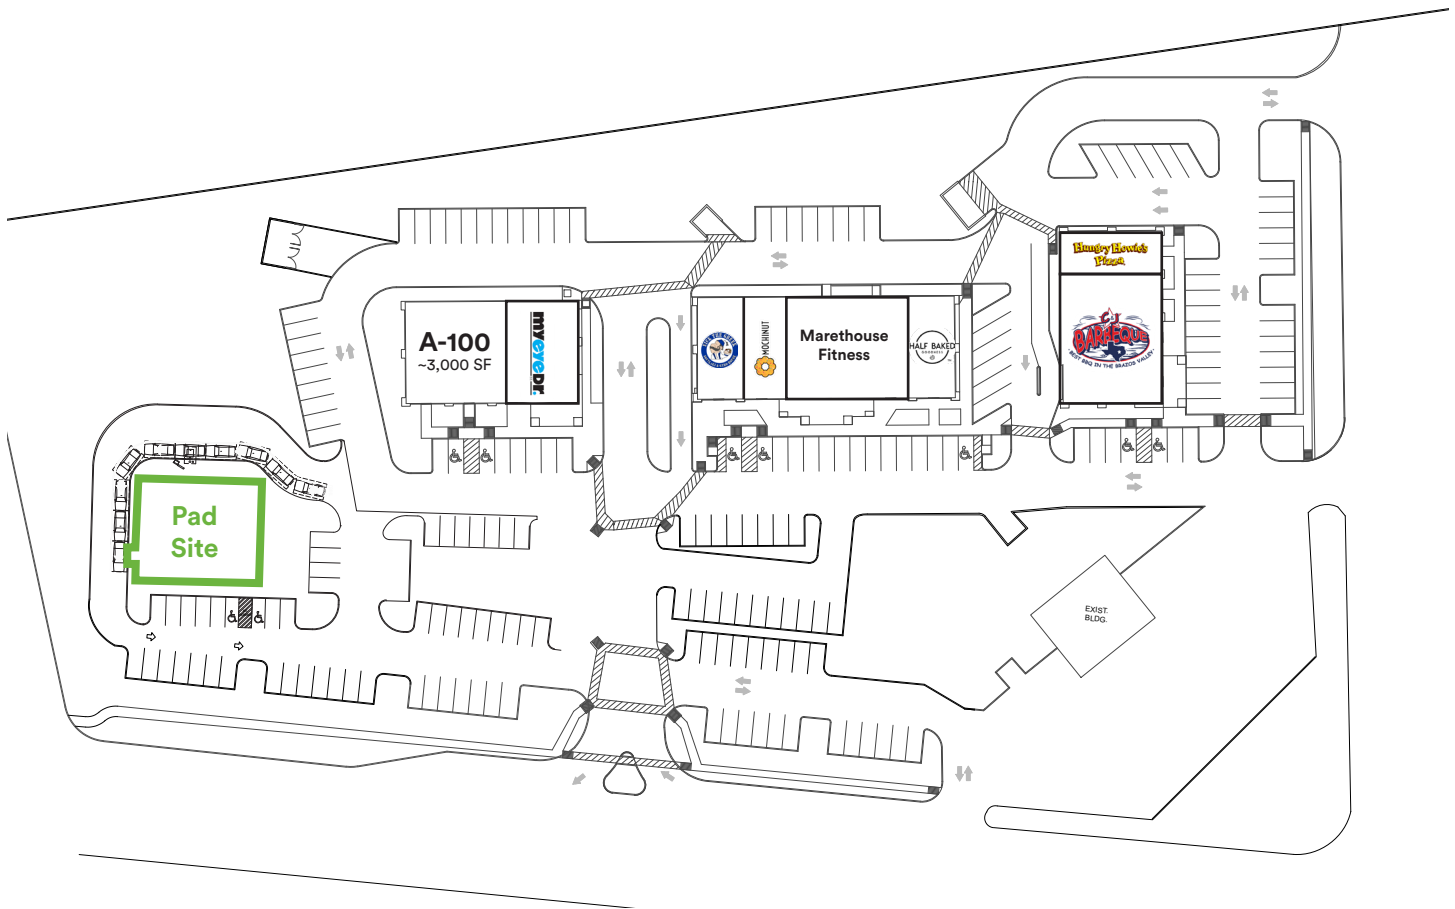 Hungry Howie's
Pizza
A-100
~3,000 SF
myeyedr.
MOCHINUT
Marethouse
Fitness
HALF BAKED
GOODNESS
BARBEQUE
BEST BBQ IN THE BRAZOS VALLEY
Pad
Site
EXIST.
BLDG.